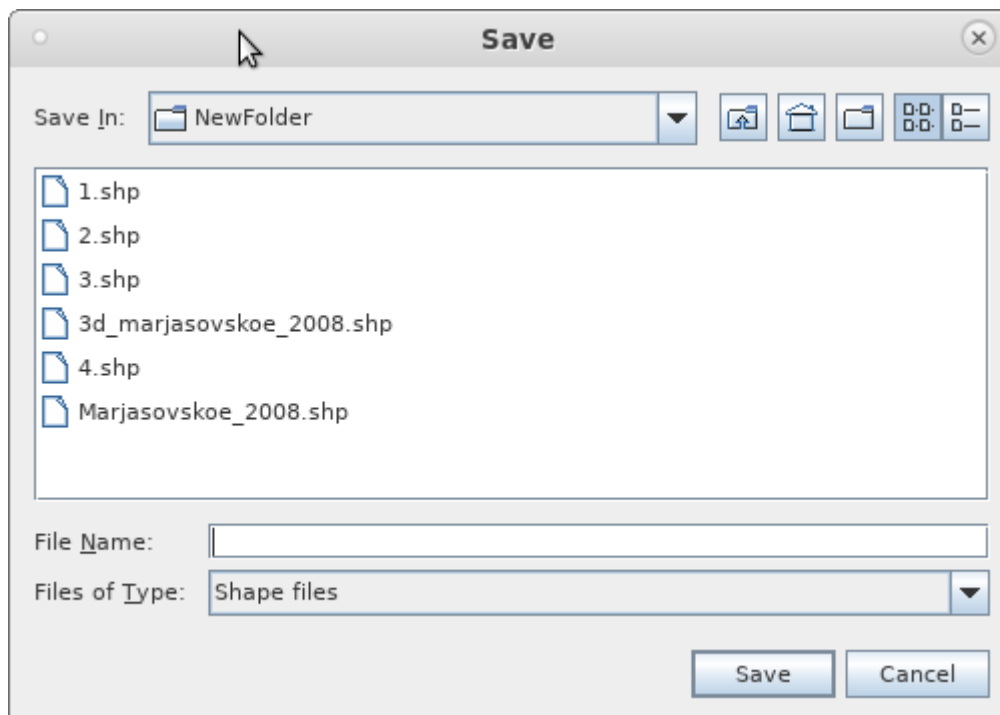 Save
Save In: NewFolder
1.shp
2.shp
3.shp
3d_marjasovskoe_2008.shp
4.shp
Marjasovskoe_2008.shp
File Name:
Files of Type: Shape files
Save Cancel